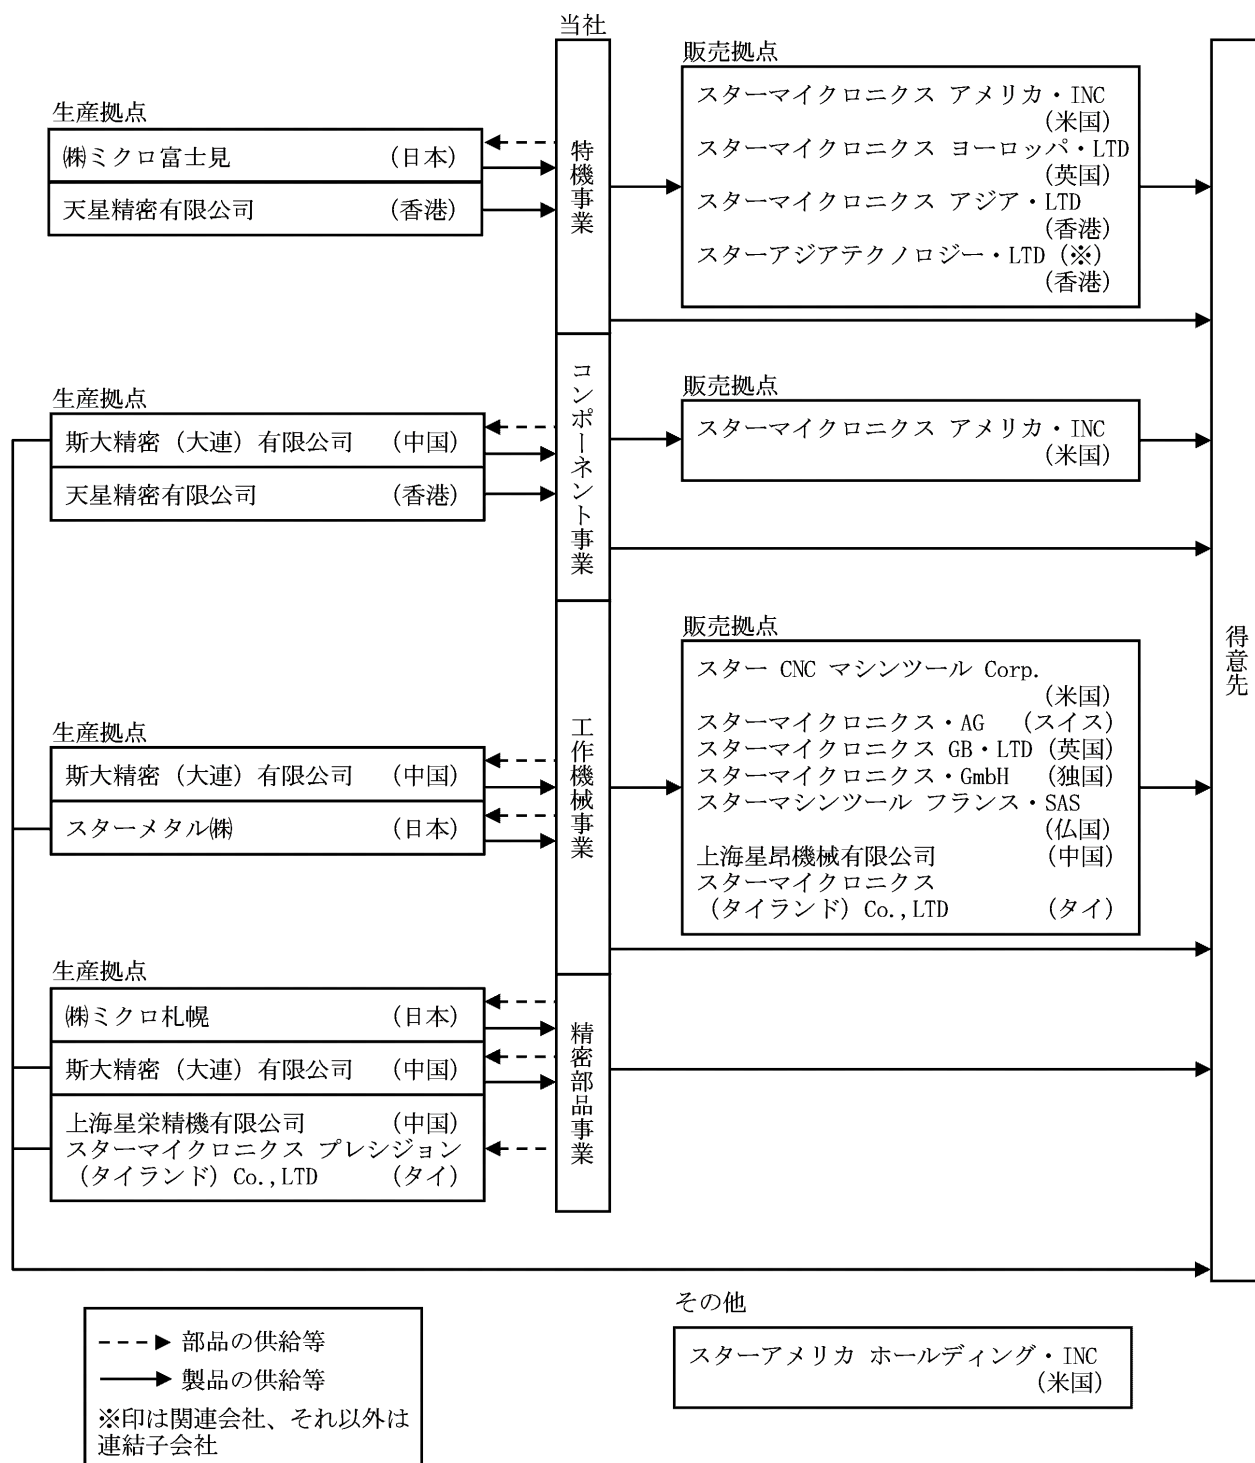 当社
販売拠点
スターマイクロニクス アメリカ・INC
(米国)
スターマイクロニクス ヨーロッパ・LTD
(英国)
スターマイクロニクス アジア・LTD
(香港)
スターアジアテクノロジー・LTD (※)
(香港)
生産拠点
㈱ミクロ富士見 (日本)
天星精密有限公司 (香港)
特機事業
生産拠点
斯大精密（大連）有限公司 (中国)
天星精密有限公司 (香港)
コンポーネント事業
販売拠点
スターマイクロニクス アメリカ・INC
(米国)
生産拠点
斯大精密（大連）有限公司 (中国)
スターメタル㈱ (日本)
工作機械事業
販売拠点
スター CNC マシンツール Corp.
(米国)
スターマイクロニクス・AG (スイス)
スターマイクロニクス GB・LTD (英国)
スターマイクロニクス・GmbH (独国)
スターマシンツール フランス・SAS
(仏国)
上海星昂機械有限公司 (中国)
スターマイクロニクス
（タイランド）Co.,LTD (タイ)
得意先
生産拠点
㈱ミクロ札幌 (日本)
斯大精密（大連）有限公司 (中国)
上海星栄精機有限公司 (中国)
スターマイクロニクス プレシジョン
（タイランド）Co.,LTD (タイ)
精密部品事業
その他
スターアメリカ ホールディング・INC
(米国)
部品の供給等
製品の供給等
※印は関連会社、それ以外は
連結子会社